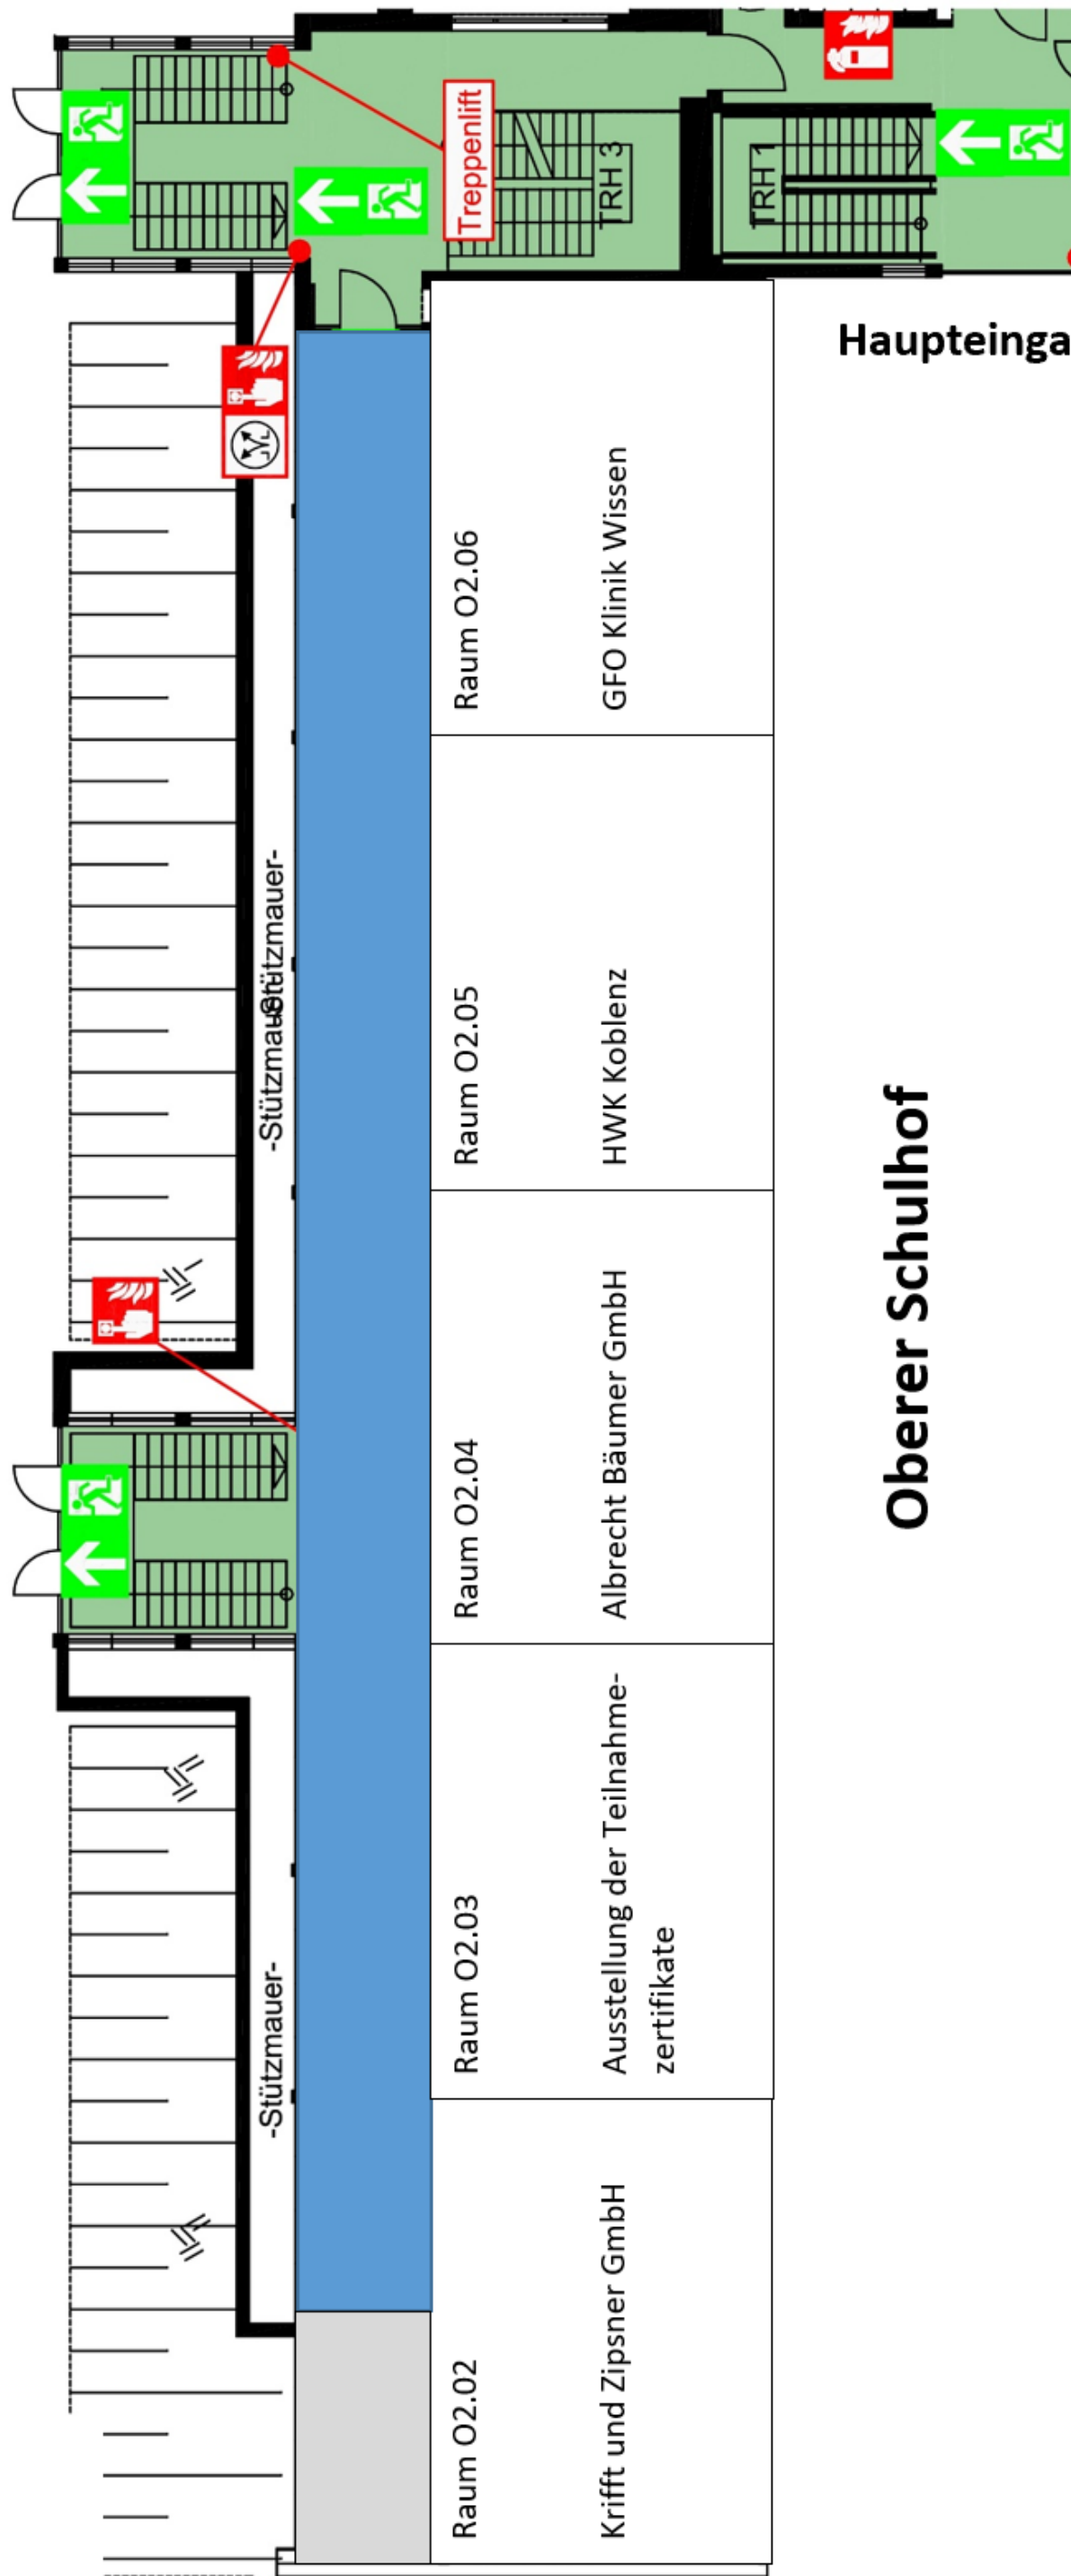 Treppenlift
TRH 3
TRH 1
Haupteinga
Raum O2.06
GFO Klinik Wissen
Raum O2.05
HWK Koblenz
-Stützmauer-
-Stützmauer-
Raum O2.04
Albrecht Bäumer GmbH
Oberer Schulhof
Raum O2.03
Ausstellung der Teilnahme-
zertifikate
-Stützmauer-
Raum O2.02
Krifft und Zipsner GmbH